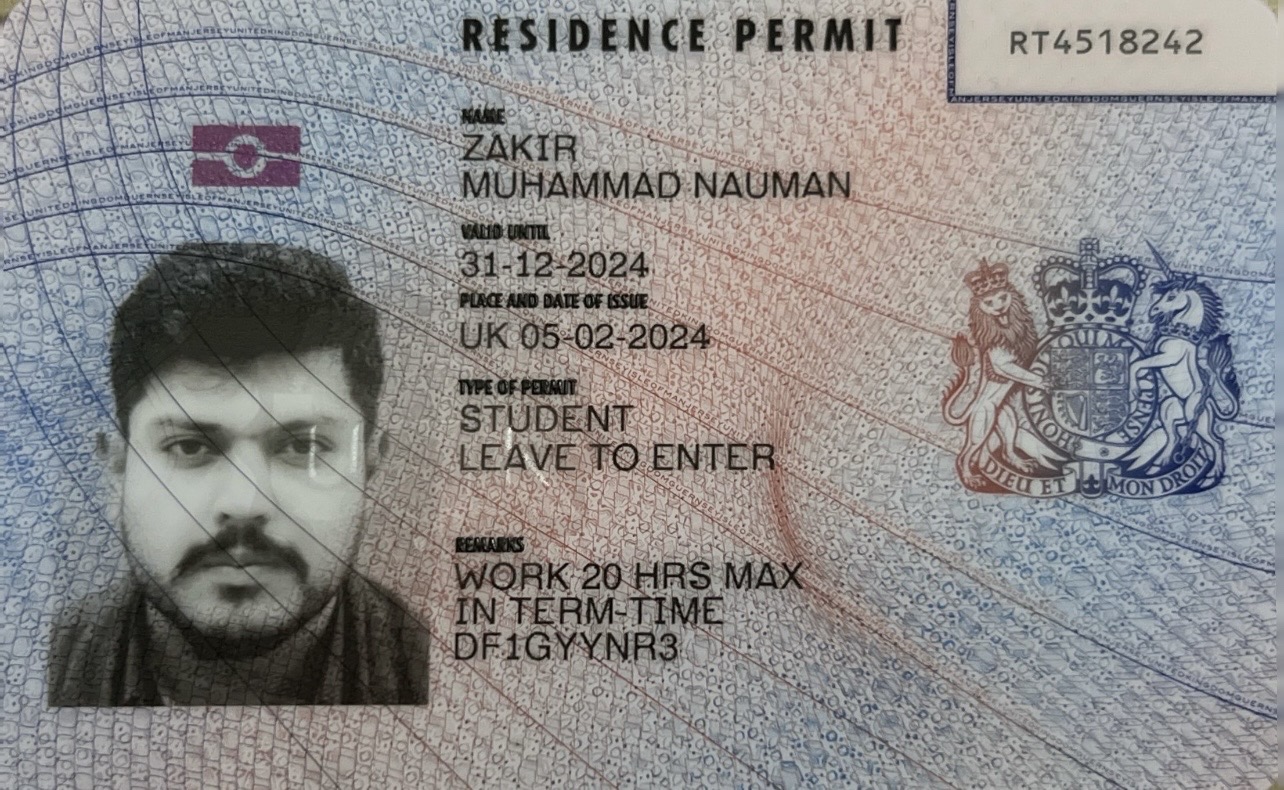 RESIDENCE PERMIT
RT4518242
NAME
ZAKIR
MUHAMMAD NAUMAN
VALID UNTIL
31-12-2024
PLACE AND DATE OF ISSUE
UK 05-02-2024
TYPE OF PERMIT
STUDENT
LEAVE TO ENTER
REMARKS
WORK 20 HRS MAX
IN TERM-TIME
DF1GYYNR3
DIEU ET MON DROIT